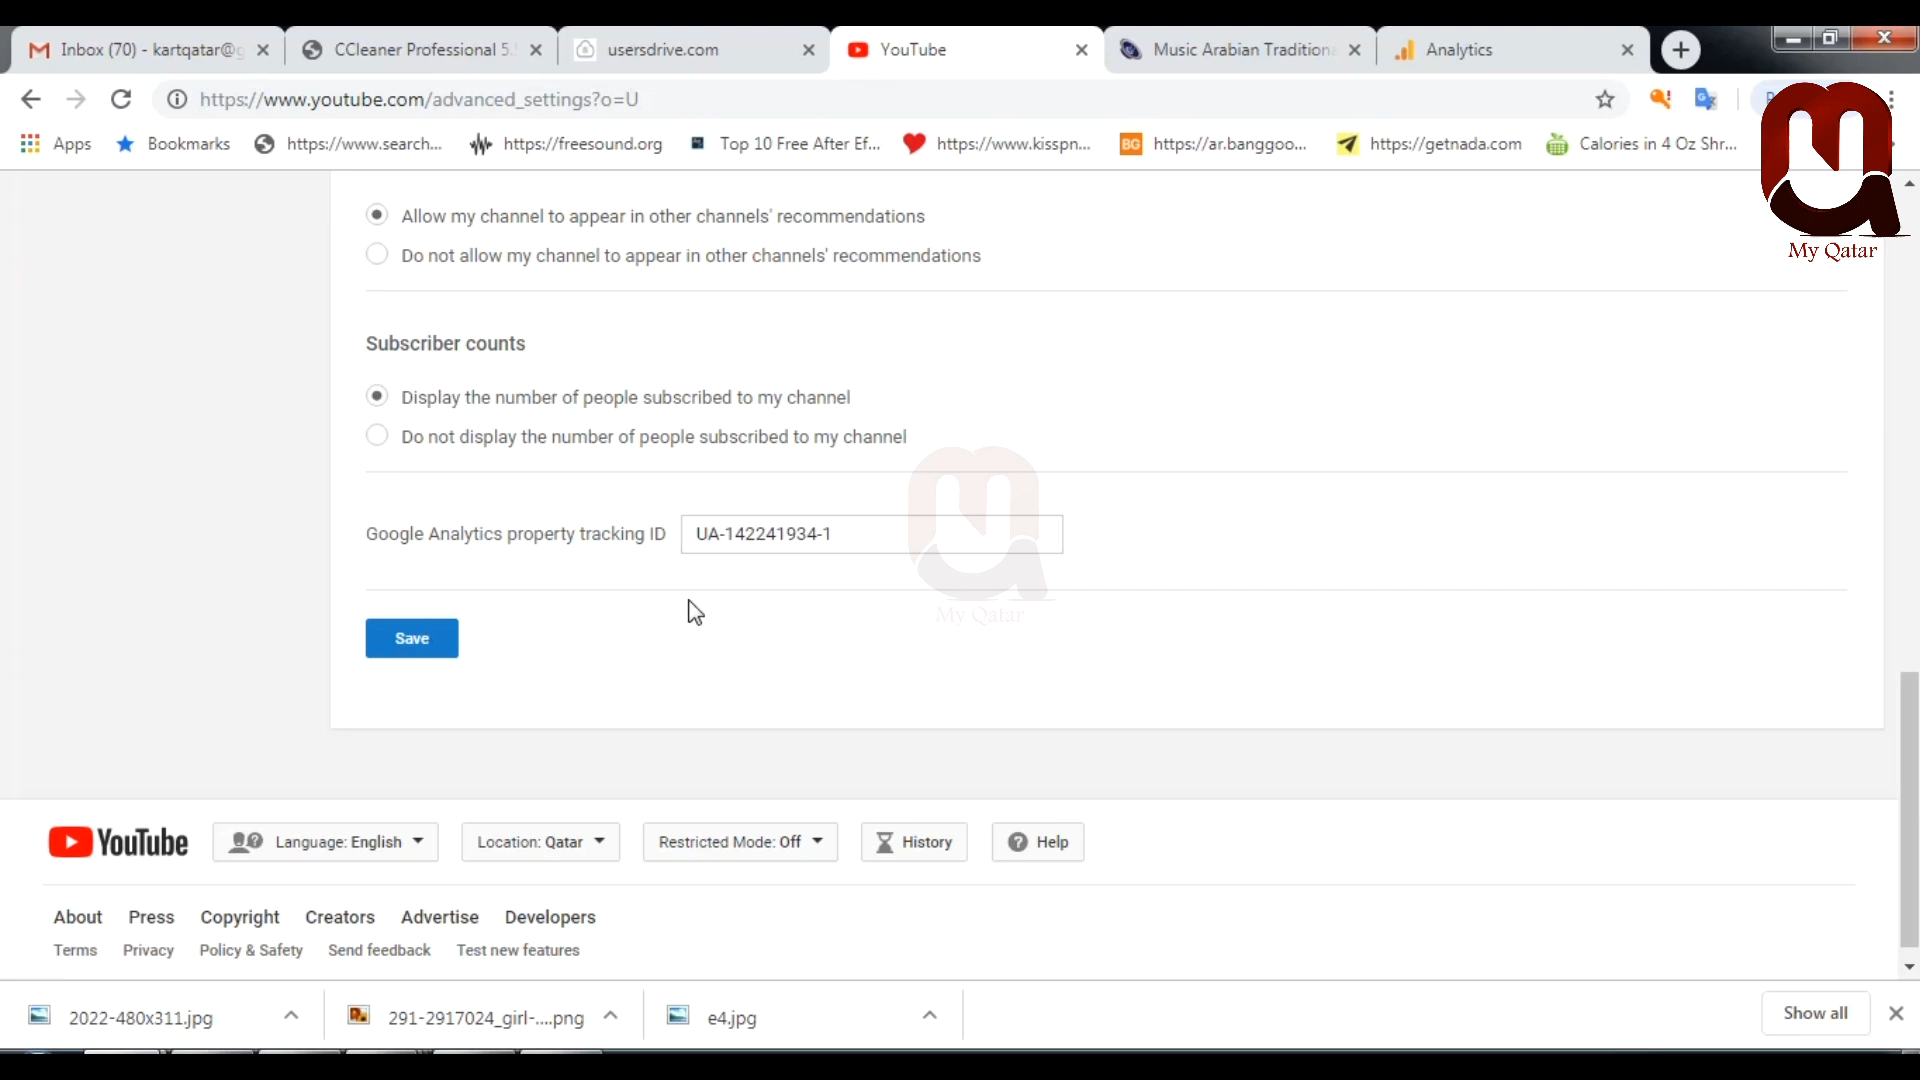 Inbox (70) - kartqatar@g
CCleaner Professional 5.
usersdrive.com
YouTube
Music Arabian Traditiona
Analytics
https://www.youtube.com/advanced_settings?o=U
Apps
Bookmarks
https://www.search...
https://freesound.org
Top 10 Free After Ef...
https://www.kisspn...
BG
https://ar.banggoo...
https://getnada.com
Calories in 4 Oz Shr...
My Qatar
Allow my channel to appear in other channels' recommendations
Do not allow my channel to appear in other channels' recommendations
Subscriber counts
Display the number of people subscribed to my channel
Do not display the number of people subscribed to my channel
Google Analytics property tracking ID
UA-142241934-1
My Qatar
Save
YouTube
Language: English
Location: Qatar
Restricted Mode: Off
History
Help
About Press Copyright Creators Advertise Developers
Terms Privacy Policy & Safety Send feedback Test new features
2022-480x311.jpg
291-2917024_girl-....png
e4.jpg
Show all